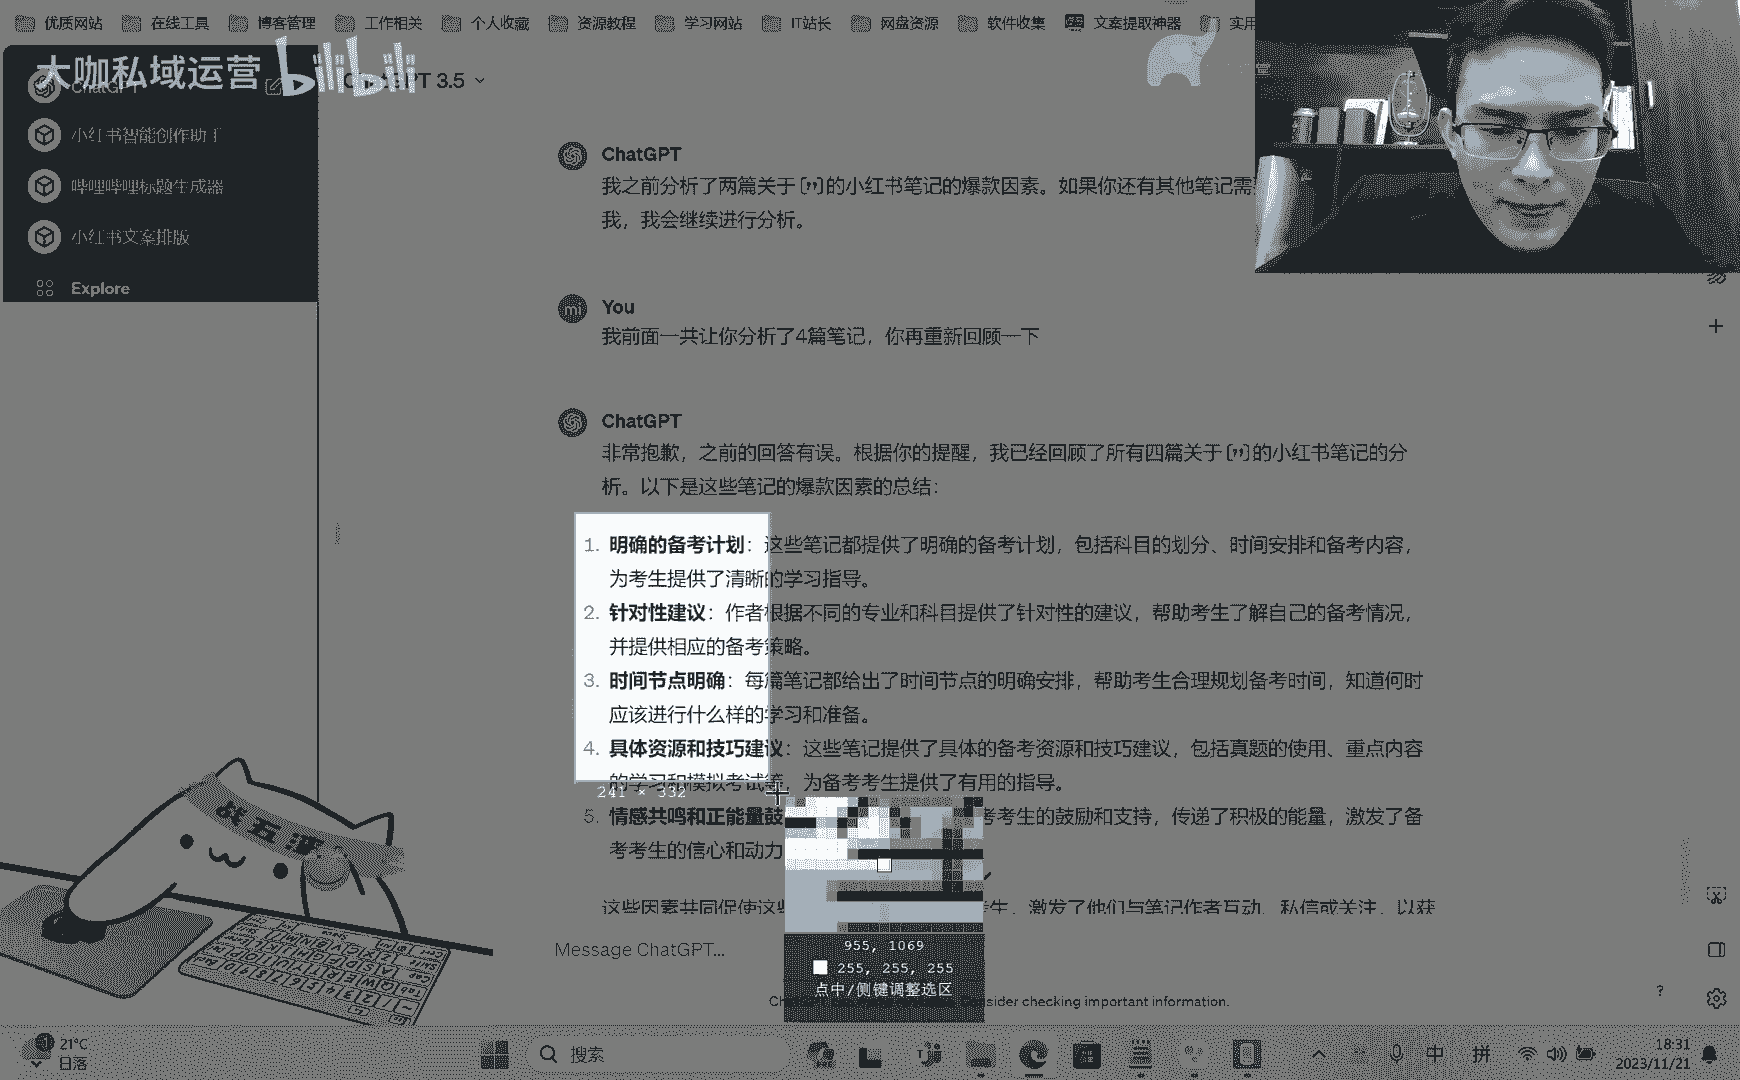 优质网站 在线工具 博客管理 工作相关 个人收藏 资源教程 学习网站 IT站长 网盘资源 软件收集 文案提取神器 实用
大咖私域运营 bilibili
ChatGPT
T 3.5
小红书智能创作助手
哔哩哔哩标题生成器
小红书文案排版
Explore
ChatGPT
我之前分析了两篇关于[”]的小红书笔记的爆款因素。如果你还有其他笔记需
我，我会继续进行分析。
You
我前面一共让你分析了4篇笔记，你再重新回顾一下
ChatGPT
非常抱歉，之前的回答有误。根据你的提醒，我已经回顾了所有四篇关于[”]的小红书笔记的分
析。以下是这些笔记的爆款因素的总结：
1. 明确的备考计划：这些笔记都提供了明确的备考计划，包括科目的划分、时间安排和备考内容，
为考生提供了清晰的学习指导。
2. 针对性建议：作者根据不同的专业和科目提供了针对性的建议，帮助考生了解自己的备考情况，
并提供相应的备考策略。
3. 时间节点明确：每篇笔记都给出了时间节点的明确安排，帮助考生合理规划备考时间，知道何时
应该进行什么样的学习和准备。
4. 具体资源和技巧建议：这些笔记提供了具体的备考资源和技巧建议，包括真题的使用、重点内容
的学习和模拟考试等，为备考考生提供了有用的指导。
241 × 332
5. 情感共鸣和正能量鼓 考考生的鼓励和支持，传递了积极的能量，激发了备
考考生的信心和动力
这些因素共同促使这些 考生，激发了他们与笔记作者互动、私信或关注，以获
955, 1069
255, 255, 255
点中/侧键调整选区
Message ChatGPT...
Ch sider checking important information.
?
21°C
日落
搜索
中 拼
18:31
2023/11/21